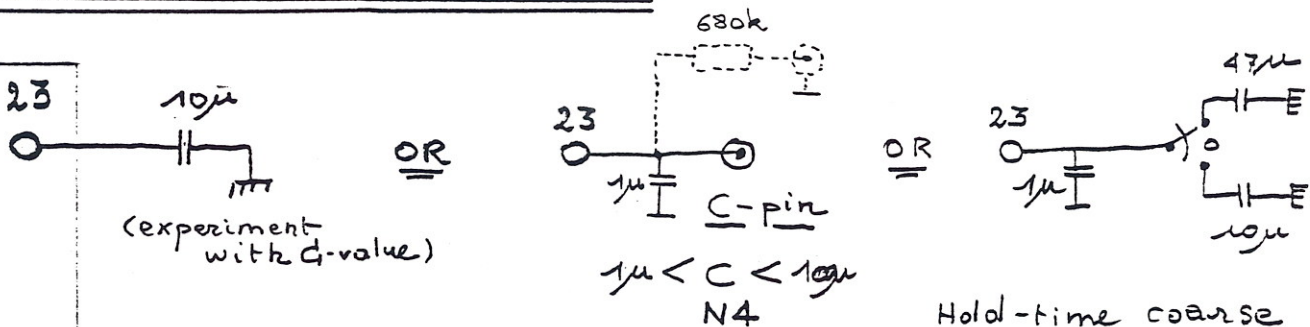 23
10µ
(experiment
with C-value)
OR
680k
23
1µ
C-pin
1µ < C < 10µ
N4
OR
23
1µ
47µ
10µ
Hold-time coarse